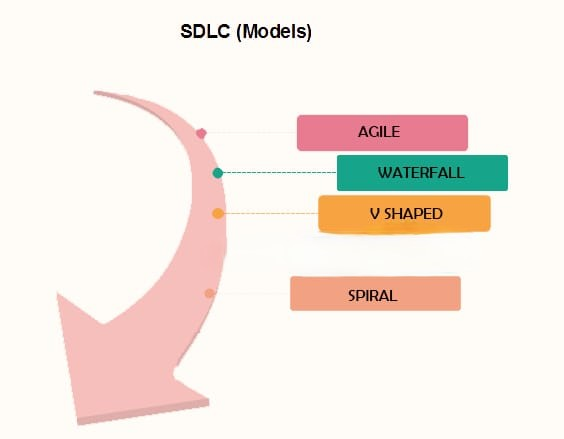 SDLC (Models)
AGILE
WATERFALL
V SHAPED
SPIRAL